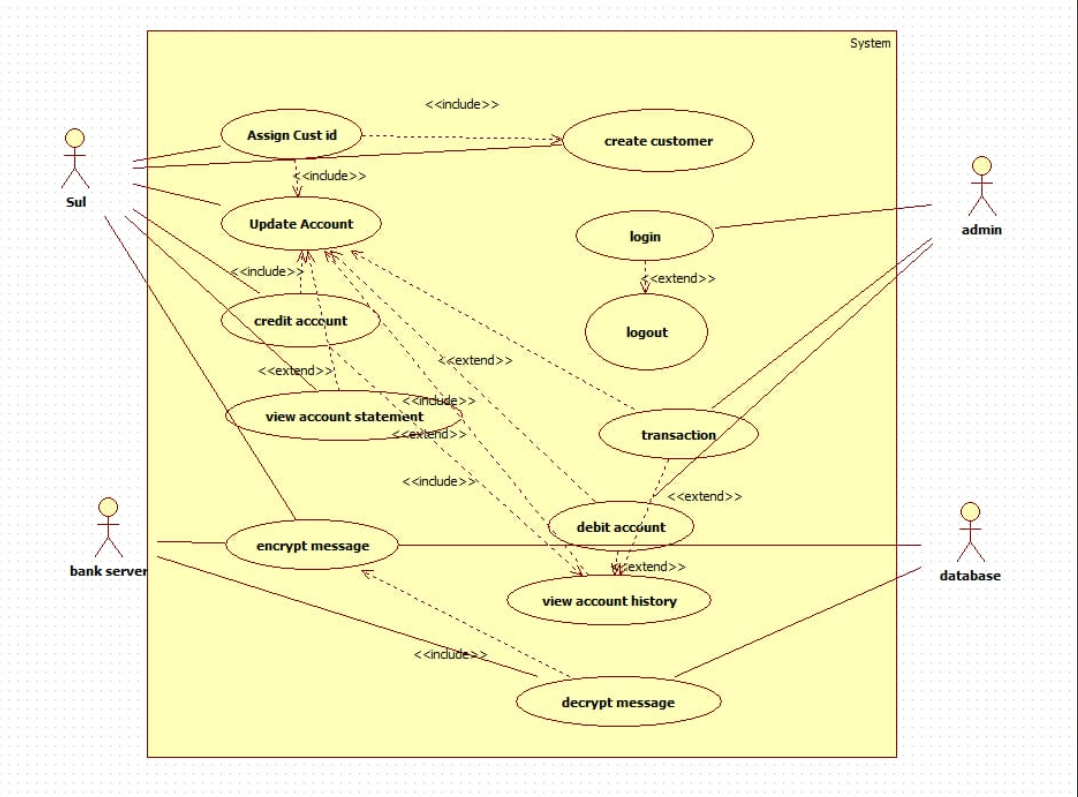 System
<<include>>
Assign Cust id
create customer
<<include>>
Sul
Update Account
login
admin
<<include>>
<<extend>>
credit account
logout
<<extend>>
<<extend>>
<<include>>
view account statement
<<extend>>
transaction
<<include>>
<<extend>>
debit account
encrypt message
bank server
<<extend>>
database
view account history
<<include>>
decrypt message